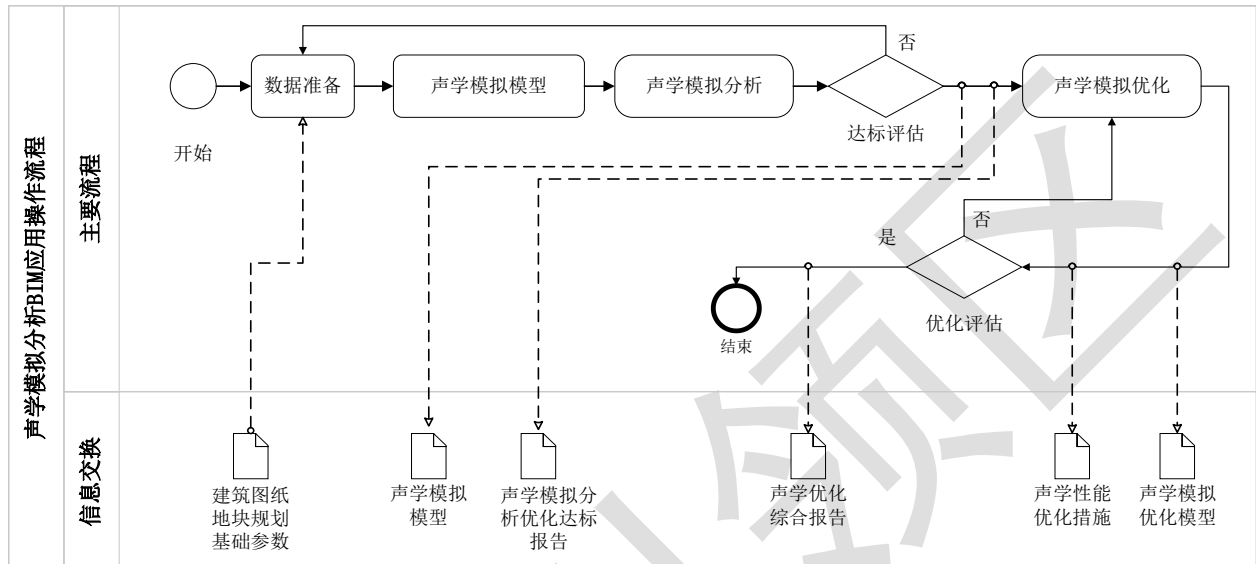 声学模拟分析BIM应用操作流程
主要流程
否
数据准备
声学模拟模型
声学模拟分析
声学模拟优化
开始
达标评估
否
是
优化评估
结束
信息交换
建筑图纸
地块规划
基础参数
声学模拟
模型
声学模拟分
析优化达标
报告
声学优化
综合报告
声学性能
优化措施
声学模拟
优化模型
领区